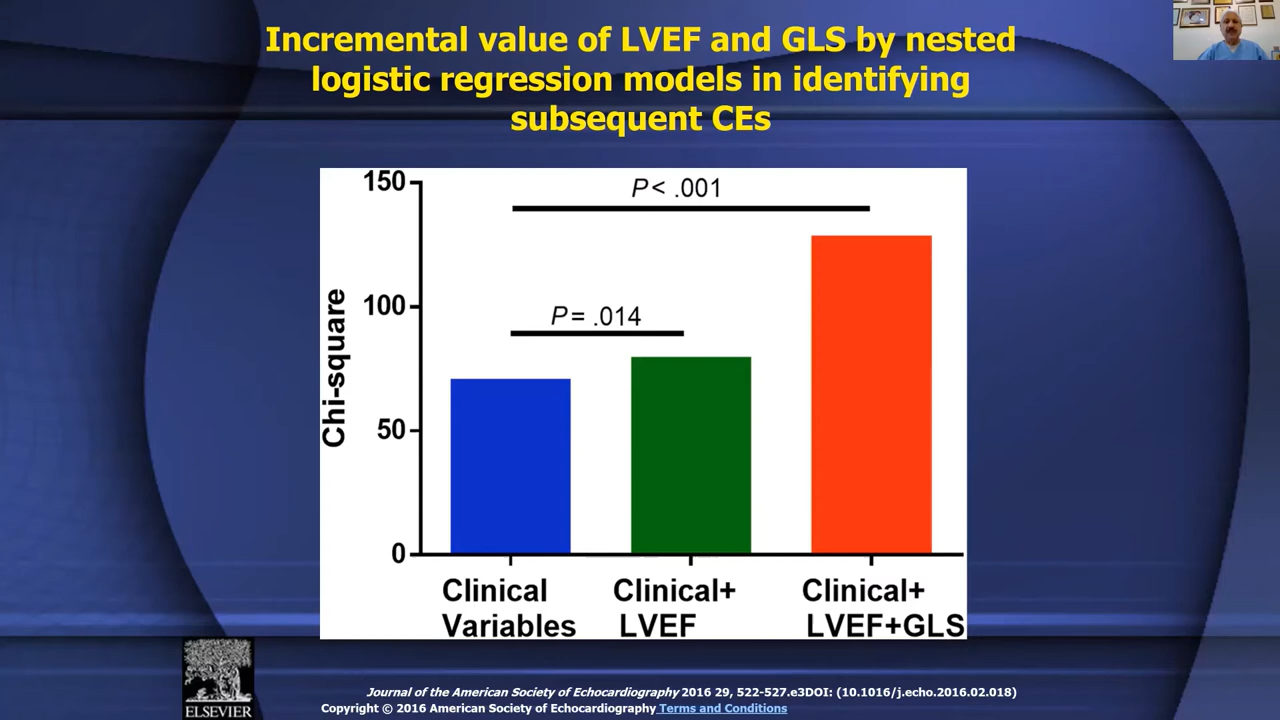 Incremental value of LVEF and GLS by nested
logistic regression models in identifying
subsequent CEs
150
P < .001
100
P = .014
50
0
Chi-square
Clinical
Variables
Clinical+
LVEF
Clinical+
LVEF+GLS
ELSEVIER
Journal of the American Society of Echocardiography 2016 29, 522-527.e3DOI: (10.1016/j.echo.2016.02.018)
Copyright © 2016 American Society of Echocardiography Terms and Conditions